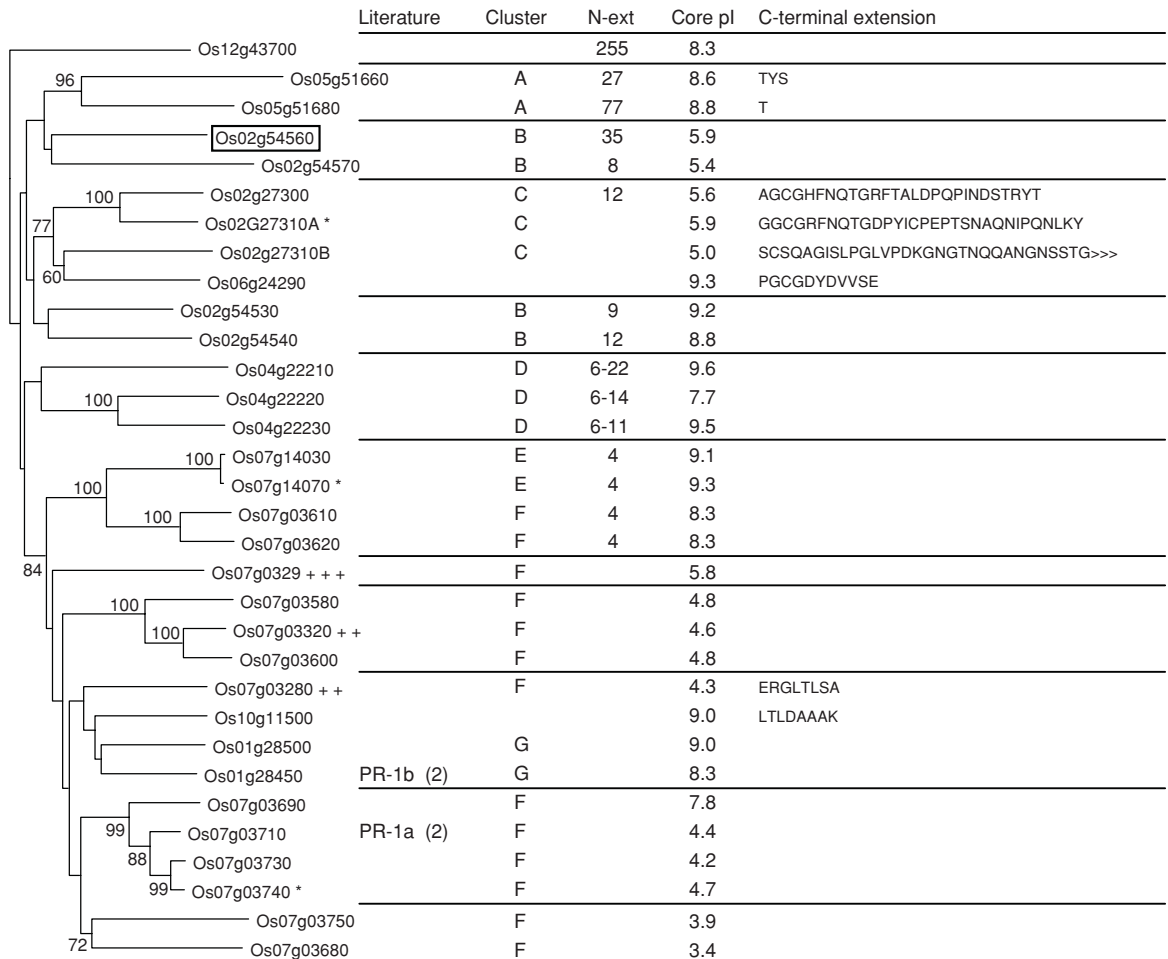 Literature Cluster N-ext Core pI C-terminal extension
Os12g43700 255 8.3
96 Os05g51660 A 27 8.6 TYS
Os05g51680 A 77 8.8 T
Os02g54560 B 35 5.9
Os02g54570 B 8 5.4
100 Os02g27300 C 12 5.6 AGCGHFNQTGRFTALDPQPINDSTRYT
77 Os02G27310A * C 5.9 GGCGRFNQTGDPYICPEPTSNAQNIPQNLKY
Os02g27310B C 5.0 SCSQAGISLPGLVPDKGNGTNQQANGNSSTG>>>
60 Os06g24290 9.3 PGCGDYDVVSE
Os02g54530 B 9 9.2
Os02g54540 B 12 8.8
Os04g22210 D 6-22 9.6
100 Os04g22220 D 6-14 7.7
Os04g22230 D 6-11 9.5
100 Os07g14030 E 4 9.1
100 Os07g14070 * E 4 9.3
100 Os07g03610 F 4 8.3
Os07g03620 F 4 8.3
84 Os07g0329 + + + F 5.8
100 Os07g03580 F 4.8
100 Os07g03320 + + F 4.6
Os07g03600 F 4.8
Os07g03280 + + F 4.3 ERGLTLSA
Os10g11500 9.0 LTLDAAAK
Os01g28500 G 9.0
Os01g28450 PR-1b (2) G 8.3
Os07g03690 F 7.8
99 Os07g03710 PR-1a (2) F 4.4
88 Os07g03730 F 4.2
99 Os07g03740 * F 4.7
Os07g03750 F 3.9
72 Os07g03680 F 3.4